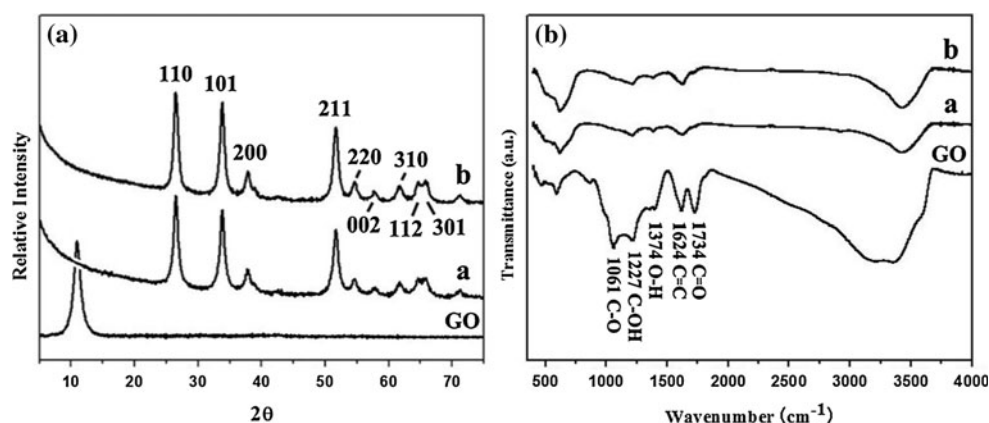 (a)
110
101
200
211
220
310
002
112
301
b
a
GO
Relative Intensity
10 20 30 40 50 60 70
2θ
(b)
b
a
GO
1061 C-O
1227 C-OH
1374 O-H
1624 C=C
1734 C=O
Transmittance (a.u.)
500 1000 1500 2000 2500 3000 3500 4000
Wavenumber (cm⁻¹)